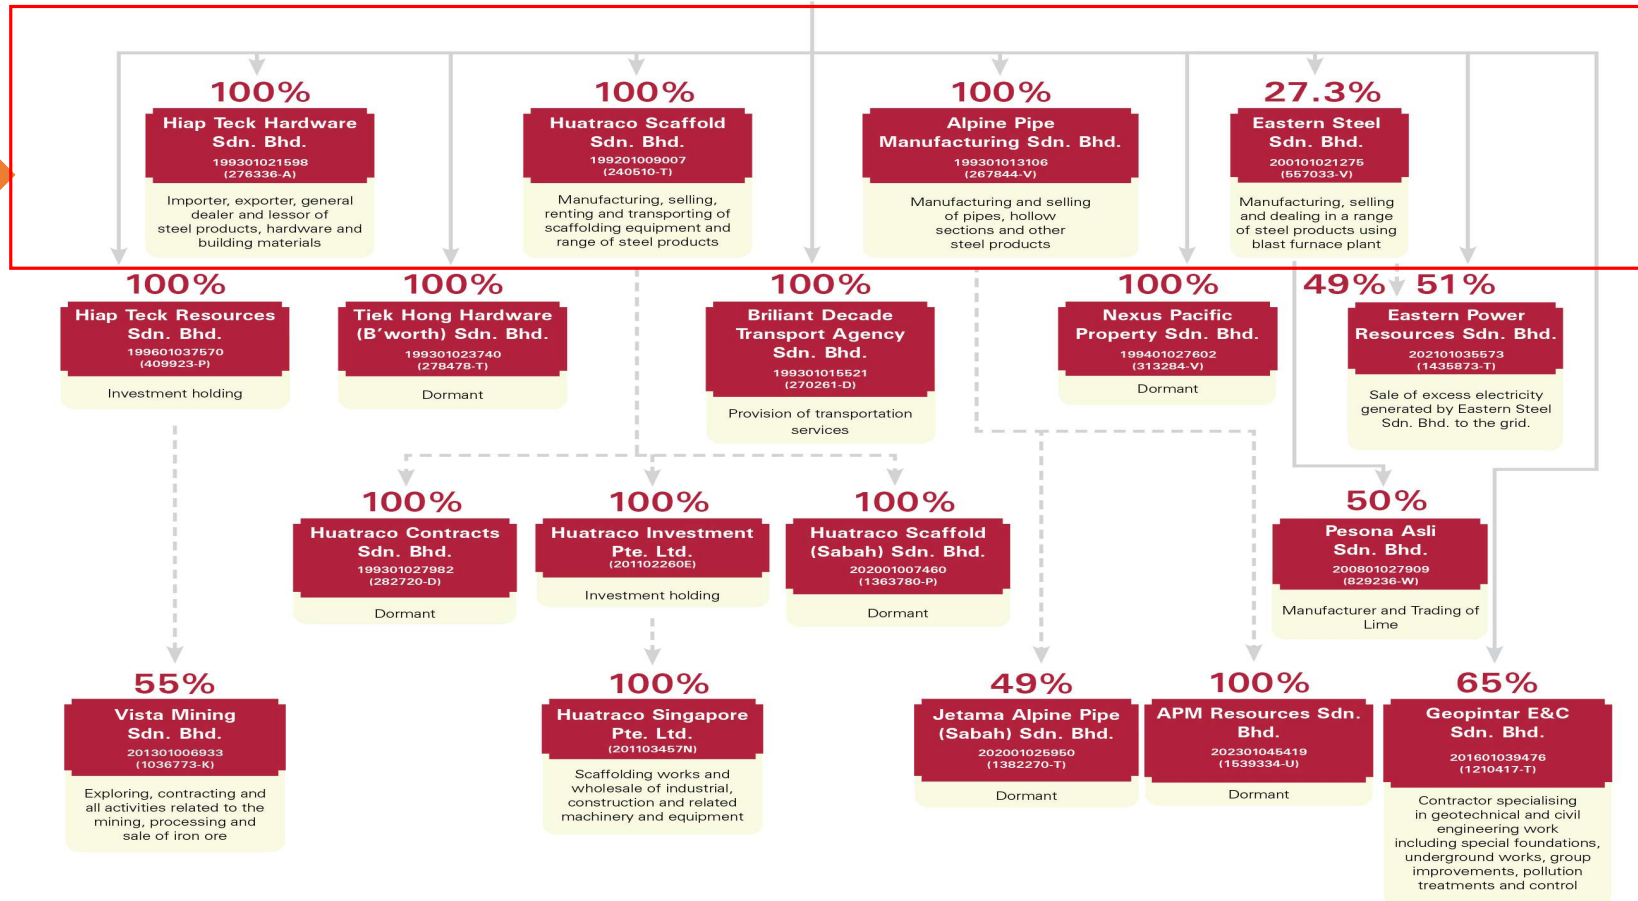 100%
Hiap Teck Hardware
Sdn. Bhd.
199301021598
(276336-A)
Importer, exporter, general
dealer and lessor of
steel products, hardware and
building materials
100%
Huatraco Scaffold
Sdn. Bhd.
199201009007
(240510-T)
Manufacturing, selling,
renting and transporting of
scaffolding equipment and
range of steel products
100%
Alpine Pipe
Manufacturing Sdn. Bhd.
199301013106
(267844-V)
Manufacturing and selling
of pipes, hollow
sections and other
steel products
27.3%
Eastern Steel
Sdn. Bhd.
200101021275
(557033-V)
Manufacturing, selling
and dealing in a range
of steel products using
blast furnace plant
100%
Hiap Teck Resources
Sdn. Bhd.
199601037570
(409923-P)
Investment holding
100%
Tiek Hong Hardware
(B'worth) Sdn. Bhd.
199301023740
(278478-T)
Dormant
100%
Briliant Decade
Transport Agency
Sdn. Bhd.
199301015521
(270261-D)
Provision of transportation
services
100%
Nexus Pacific
Property Sdn. Bhd.
199401027602
(313284-V)
Dormant
49% 51%
Eastern Power
Resources Sdn. Bhd.
202101035573
(1435873-T)
Sale of excess electricity
generated by Eastern Steel
Sdn. Bhd. to the grid.
100%
Huatraco Contracts
Sdn. Bhd.
199301027982
(282720-D)
Dormant
100%
Huatraco Investment
Pte. Ltd.
(201102260E)
Investment holding
100%
Huatraco Scaffold
(Sabah) Sdn. Bhd.
202001007460
(1363780-P)
Dormant
50%
Pesona Asli
Sdn. Bhd.
200801027909
(829236-W)
Manufacturer and Trading of
Lime
55%
Vista Mining
Sdn. Bhd.
201301006933
(1036773-K)
Exploring, contracting and
all activities related to the
mining, processing and
sale of iron ore
100%
Huatraco Singapore
Pte. Ltd.
(201103457N)
Scaffolding works and
wholesale of industrial,
construction and related
machinery and equipment
49%
Jetama Alpine Pipe
(Sabah) Sdn. Bhd.
202001025950
(1382270-T)
Dormant
100%
APM Resources Sdn.
Bhd.
202301045419
(1539334-U)
Dormant
65%
Geopintar E&C
Sdn. Bhd.
201601039476
(1210417-T)
Contractor specialising
in geotechnical and civil
engineering work
including special foundations,
underground works, group
improvements, pollution
treatments and control